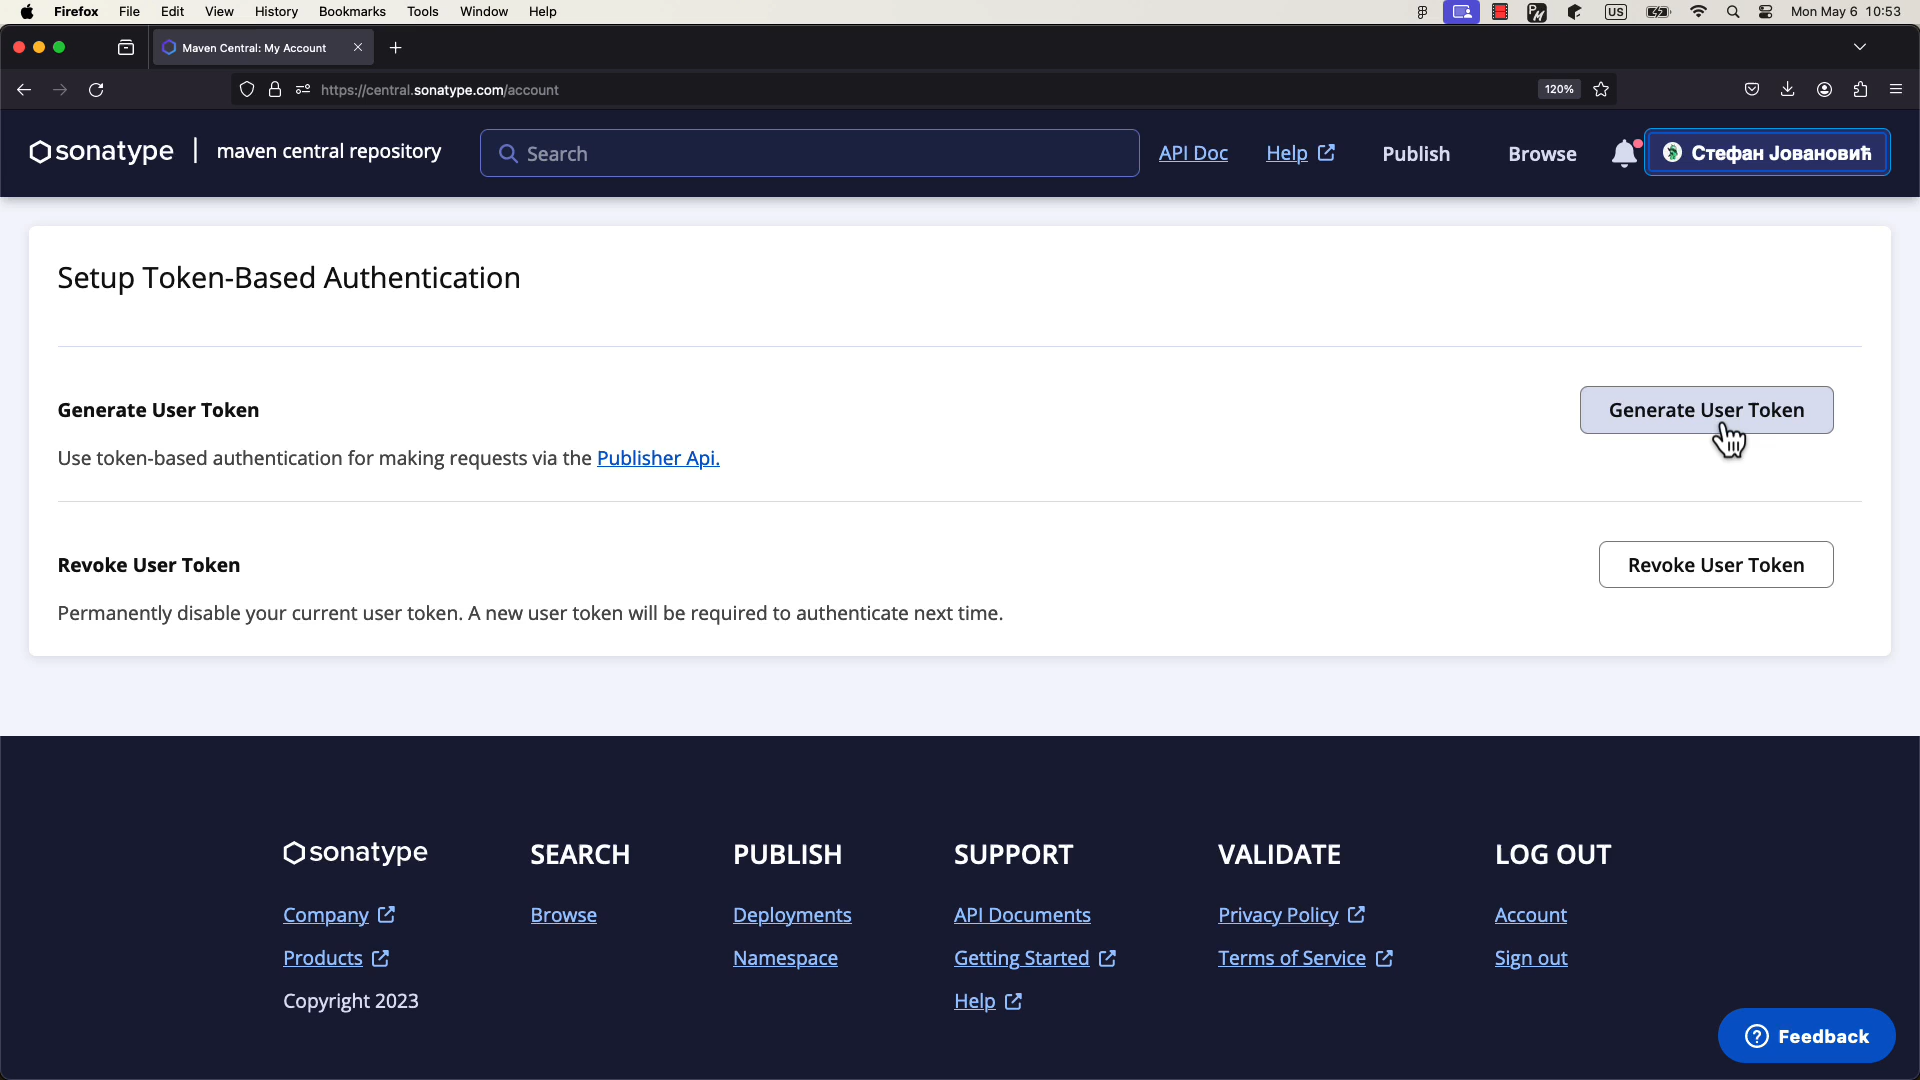 Firefox File Edit View History Bookmarks Tools Window Help US Mon May 6 10:53
Maven Central: My Account
https://central.sonatype.com/account 120%
sonatype | maven central repository Search API Doc Help Publish Browse Стефан Јовановић
Setup Token-Based Authentication
Generate User Token Generate User Token
Use token-based authentication for making requests via the Publisher Api.
Revoke User Token Revoke User Token
Permanently disable your current user token. A new user token will be required to authenticate next time.
sonatype SEARCH PUBLISH SUPPORT VALIDATE LOG OUT
Company Browse Deployments API Documents Privacy Policy Account
Products Namespace Getting Started Terms of Service Sign out
Copyright 2023 Help
Feedback